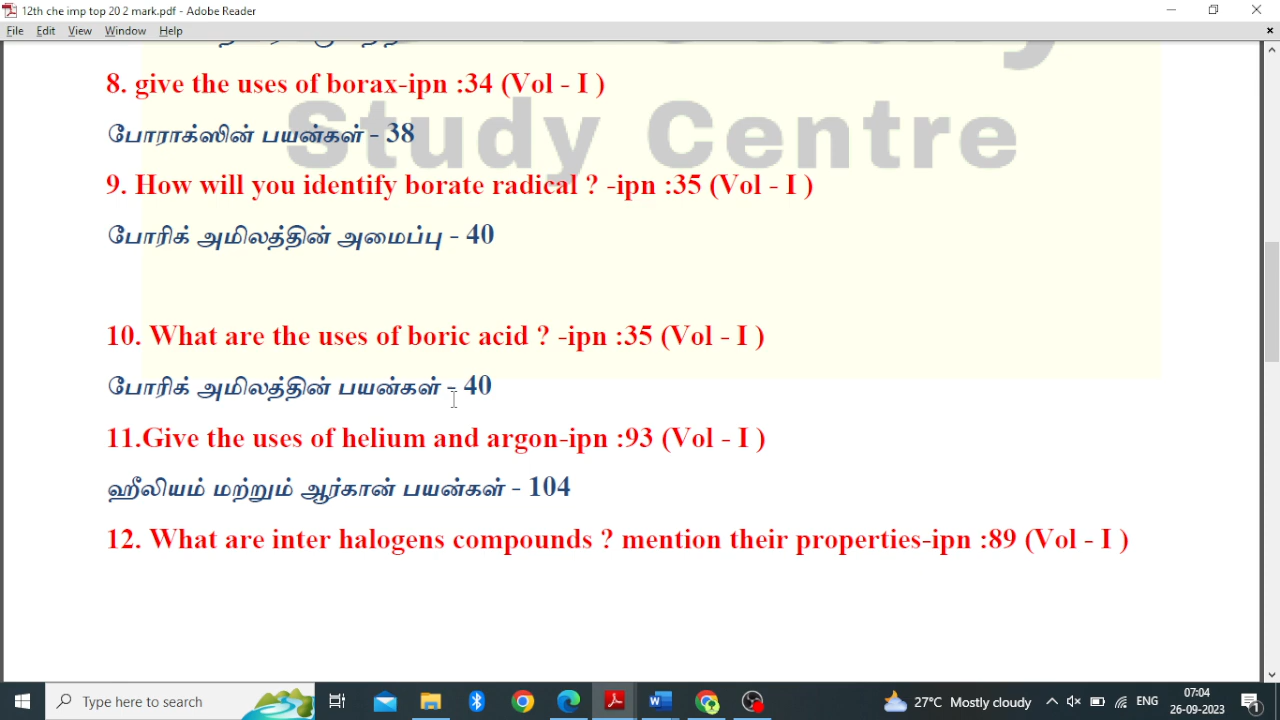 12th che imp top 20 2 mark.pdf - Adobe Reader
File Edit View Window Help
8. give the uses of borax-ipn :34 (Vol - I )
போராக்ஸின் பயன்கள் - 38
Study Centre
9. How will you identify borate radical ? -ipn :35 (Vol - I )
போரிக் அமிலத்தின் அமைப்பு - 40
10. What are the uses of boric acid ? -ipn :35 (Vol - I )
போரிக் அமிலத்தின் பயன்கள் - 40
11.Give the uses of helium and argon-ipn :93 (Vol - I )
ஹீலியம் மற்றும் ஆர்கான் பயன்கள் - 104
12. What are inter halogens compounds ? mention their properties-ipn :89 (Vol - I )
Type here to search
27°C Mostly cloudy
ENG
07:04
26-09-2023
1